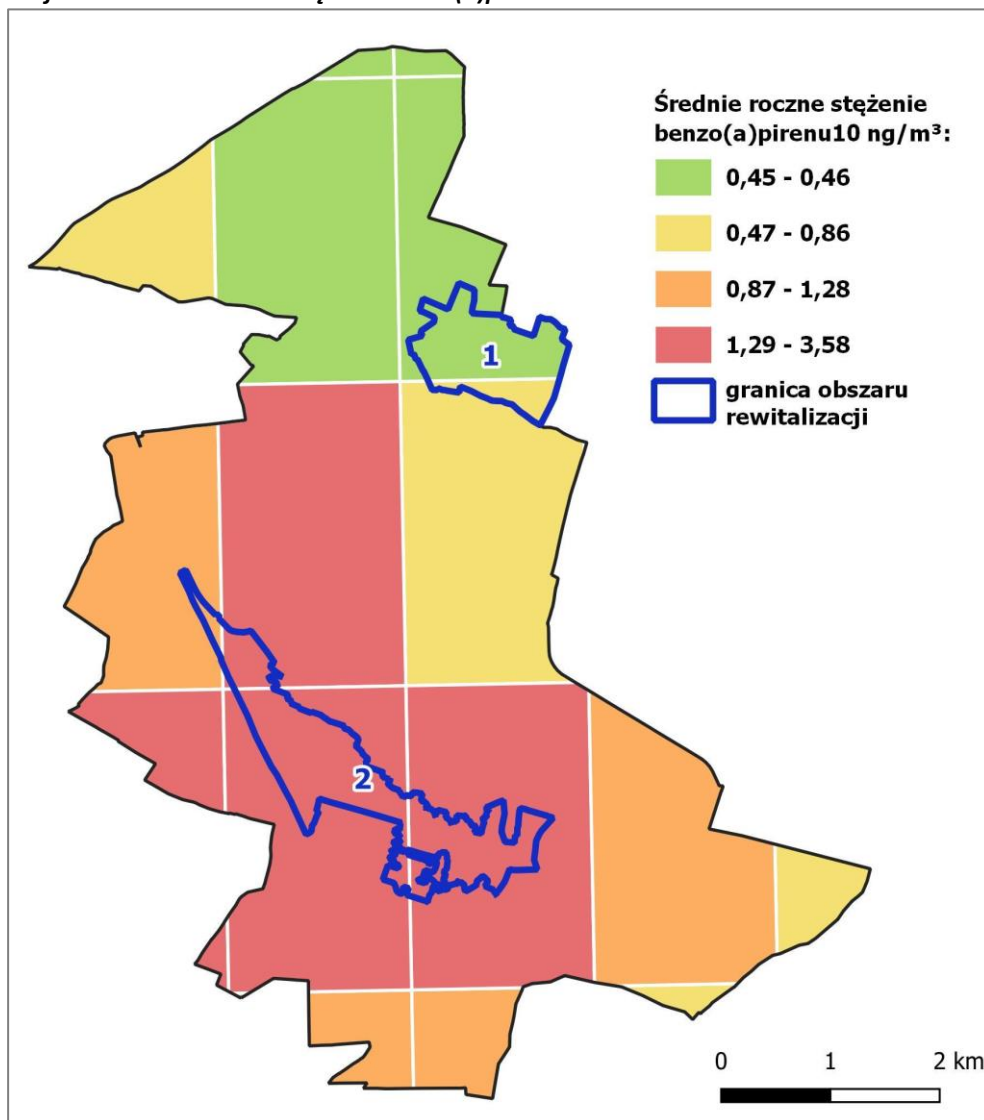 Średnie roczne stężenie
benzo(a)pirenu10 ng/m³:
0,45 - 0,46
0,47 - 0,86
0,87 - 1,28
1,29 - 3,58
granica obszaru
rewitalizacji
1
2
0 1 2 km